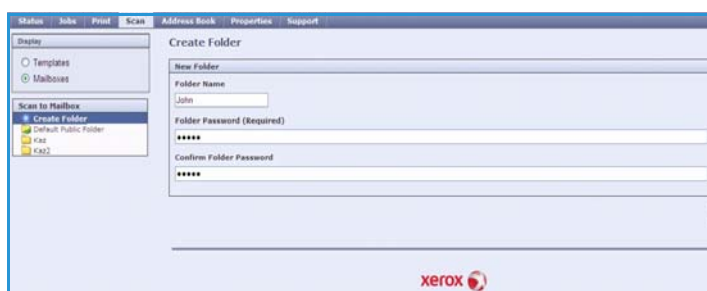 Status Jobs Print Scan Address Book Properties Support
Display
Templates
Mailboxes
Scan to Mailbox
Create Folder
Default Public Folder
Kaz
Kaz2
Create Folder
New Folder
Folder Name
John
Folder Password (Required)
•••••
Confirm Folder Password
•••••
xerox